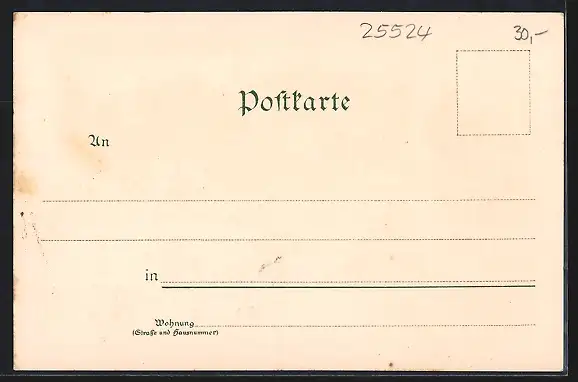 25524 30,-
Poſtkarte
An
in
Wohnung
(Straße und Hausnummer)